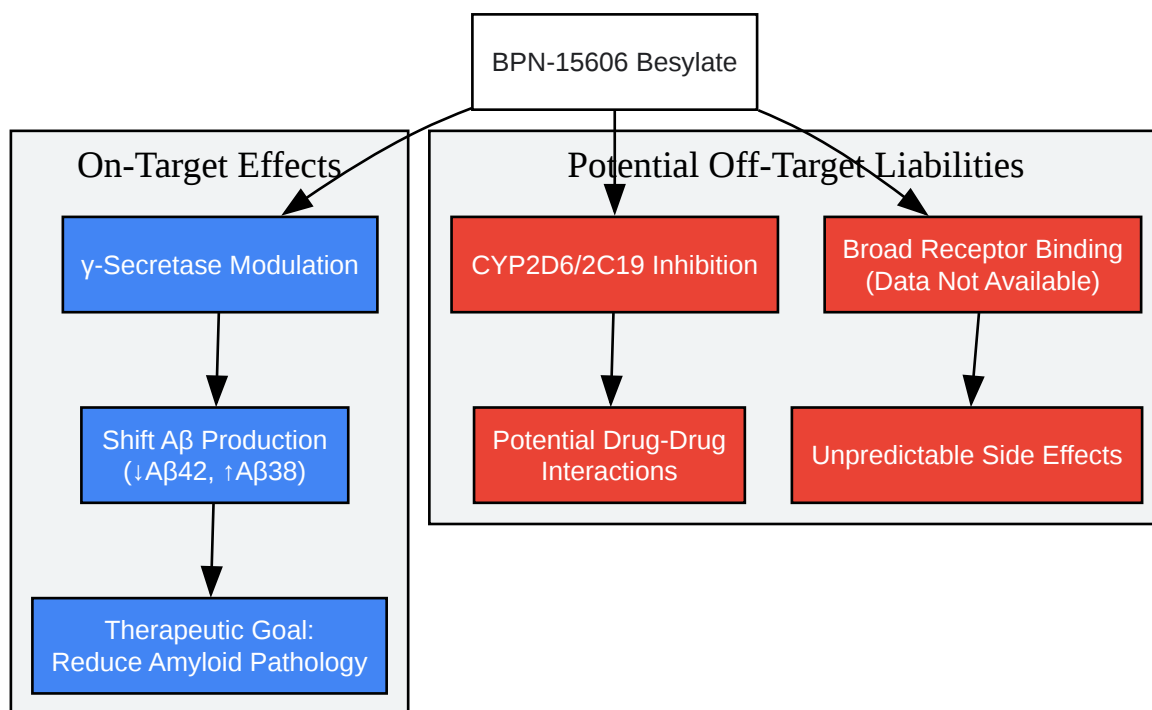 BPN-15606 Besylate
On-Target Effects
Potential Off-Target Liabilities
γ-Secretase Modulation
CYP2D6/2C19 Inhibition
Broad Receptor Binding
(Data Not Available)
Shift Aβ Production
(↓Aβ42, ↑Aβ38)
Potential Drug-Drug
Interactions
Unpredictable Side Effects
Therapeutic Goal:
Reduce Amyloid Pathology